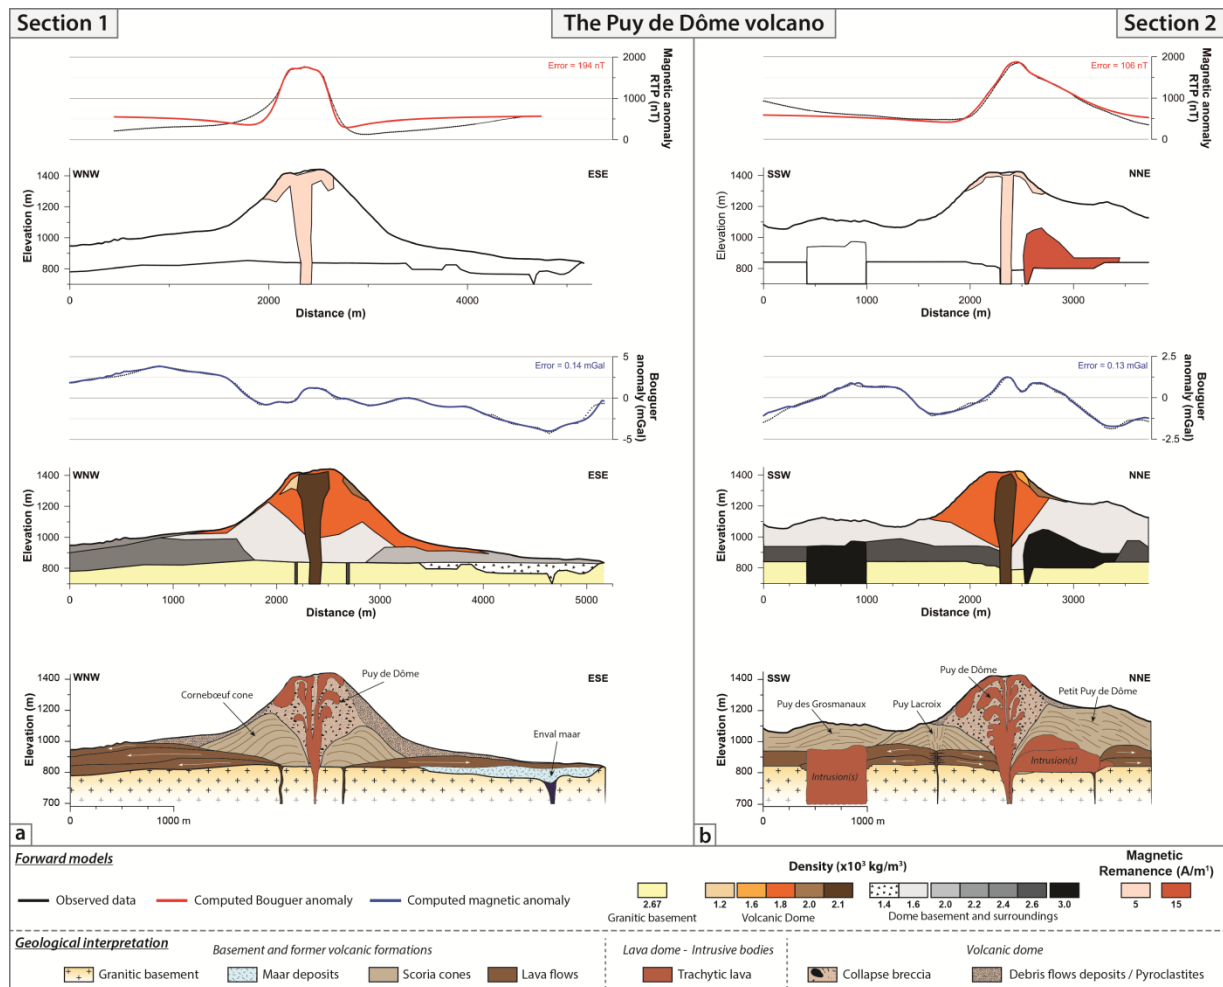 Section 1
The Puy de Dôme volcano
Section 2
Error = 194 nT
2000
1000
0
Magnetic anomaly
RTP (nT)
Error = 106 nT
2000
1000
0
Magnetic anomaly
RTP (nT)
WNW
ESE
Elevation (m)
1400
1200
1000
800
0
2000
4000
Distance (m)
SSW
NNE
Elevation (m)
1400
1200
1000
800
0
1000
2000
3000
Distance (m)
Error = 0.14 mGal
5
0
-5
Bouguer
anomaly (mGal)
Error = 0.13 mGal
2.5
0
-2.5
Bouguer
anomaly (mGal)
WNW
ESE
Elevation (m)
1400
1200
1000
800
0
1000
2000
3000
4000
5000
Distance (m)
SSW
NNE
Elevation (m)
1400
1200
1000
800
0
1000
2000
3000
Distance (m)
WNW
ESE
Elevation (m)
1400
1200
1000
800
700
Cornebœuf cone
Puy de Dôme
Enval maar
0
1000 m
a
SSW
NNE
Elevation (m)
1400
1200
1000
800
700
Puy des Grosmanaux
Puy Lacroix
Puy de Dôme
Petit Puy de Dôme
Intrusion(s)
Intrusion(s)
0
1000 m
b
Forward models
Observed data
Computed Bouguer anomaly
Computed magnetic anomaly
Density (x10³ kg/m³)
2.67
Granitic basement
1.2 1.6 1.8 2.0 2.1
Volcanic Dome
1.4 1.6 2.0 2.2 2.4 2.6 3.0
Dome basement and surroundings
Magnetic
Remanence (A/m¹)
5 15
Geological interpretation
Basement and former volcanic formations
Granitic basement
Maar deposits
Scoria cones
Lava flows
Lava dome - Intrusive bodies
Trachytic lava
Volcanic dome
Collapse breccia
Debris flows deposits / Pyroclastites